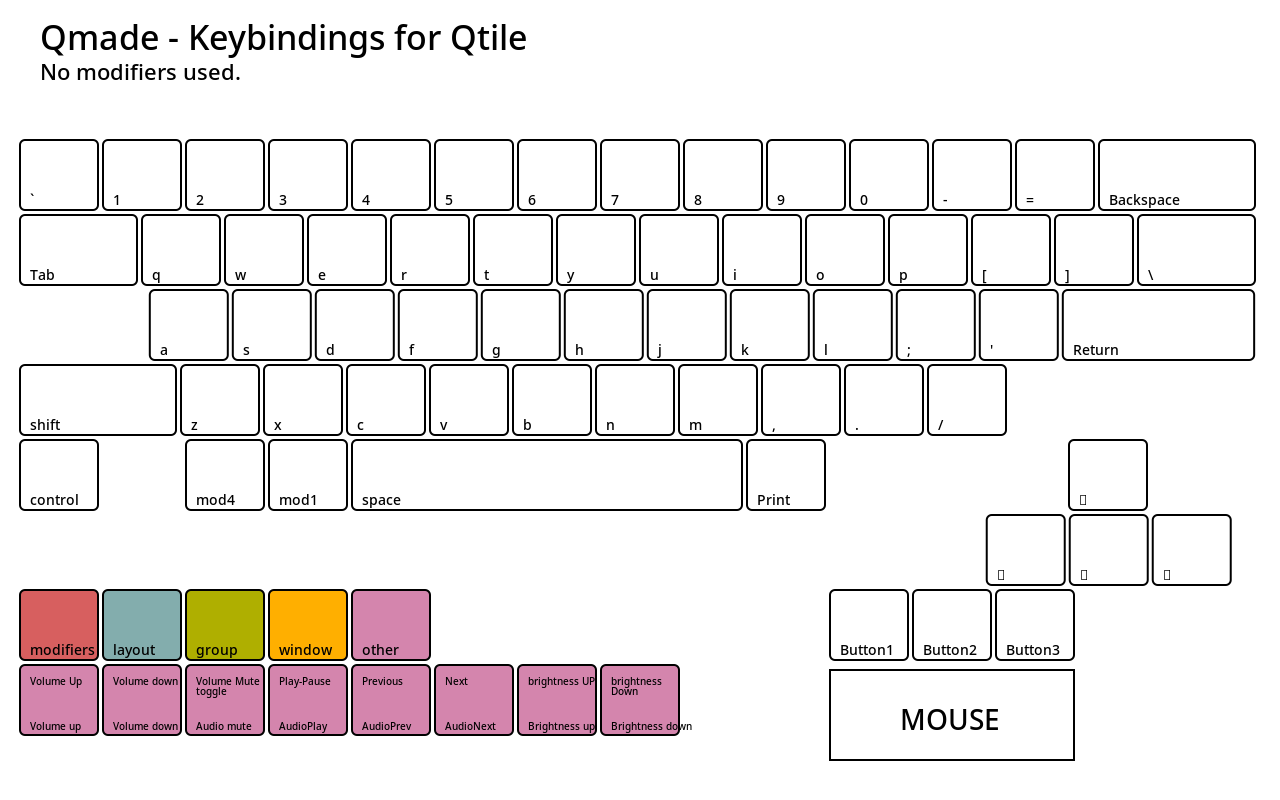 Qmade - Keybindings for Qtile
No modifiers used.
` 1 2 3 4 5 6 7 8 9 0 - = Backspace
Tab q w e r t y u i o p [ ] \
a s d f g h j k l ; ' Return
shift z x c v b n m , . /
control mod4 mod1 space Print
modifiers layout group window other Button1 Button2 Button3
Volume Up Volume down Volume Mute Play-Pause Previous Next brightness UP brightness
toggle Down
Volume up Volume down Audio mute AudioPlay AudioPrev AudioNext Brightness up Brightness down
MOUSE